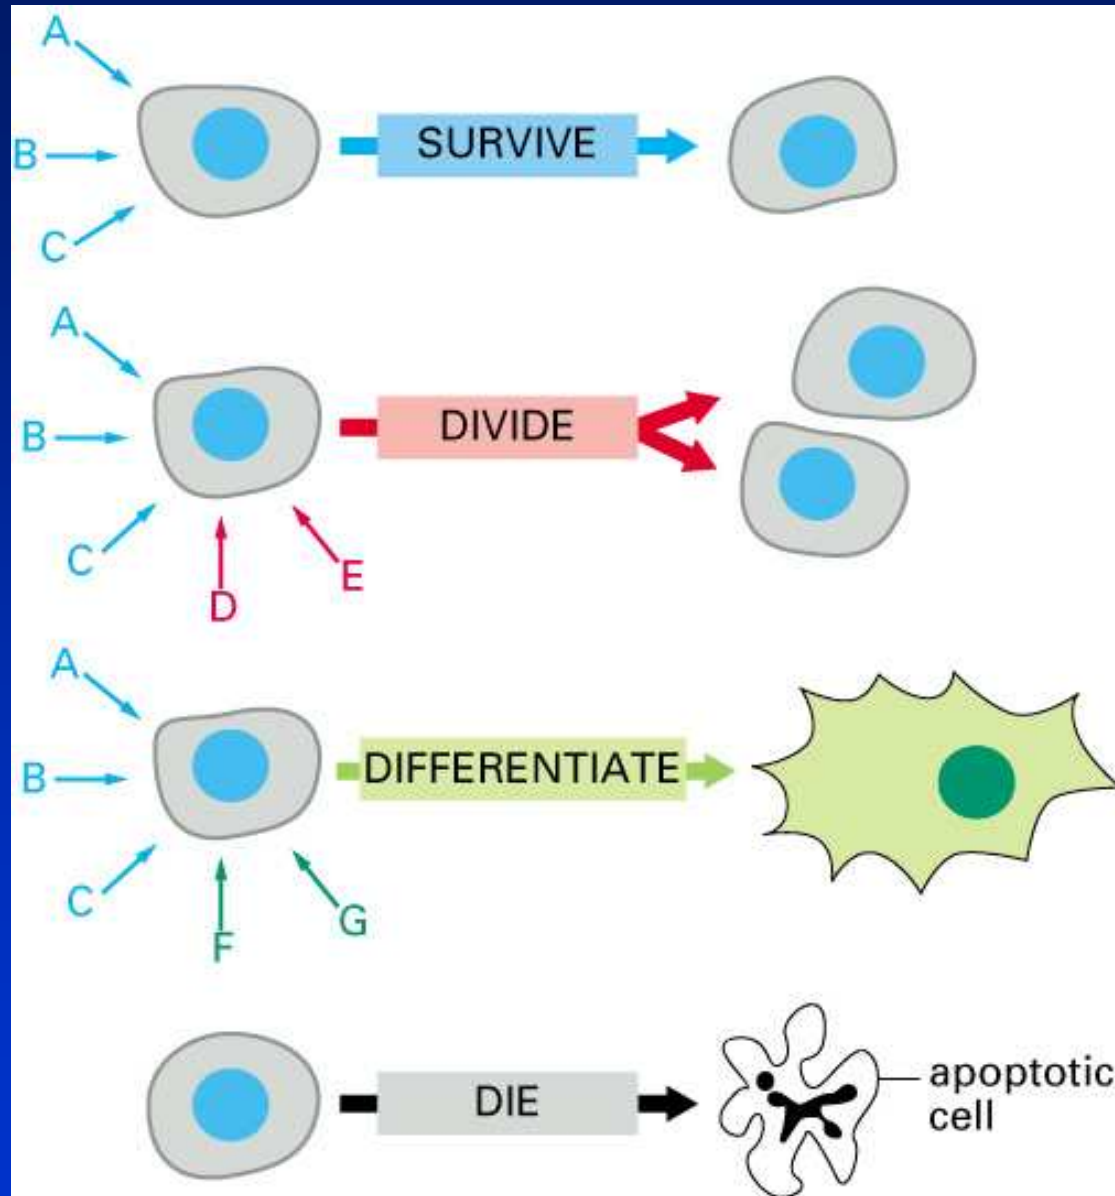 A
B
C
SURVIVE
A
B
C
D
E
DIVIDE
A
B
C
F
G
DIFFERENTIATE
DIE
apoptotic
cell